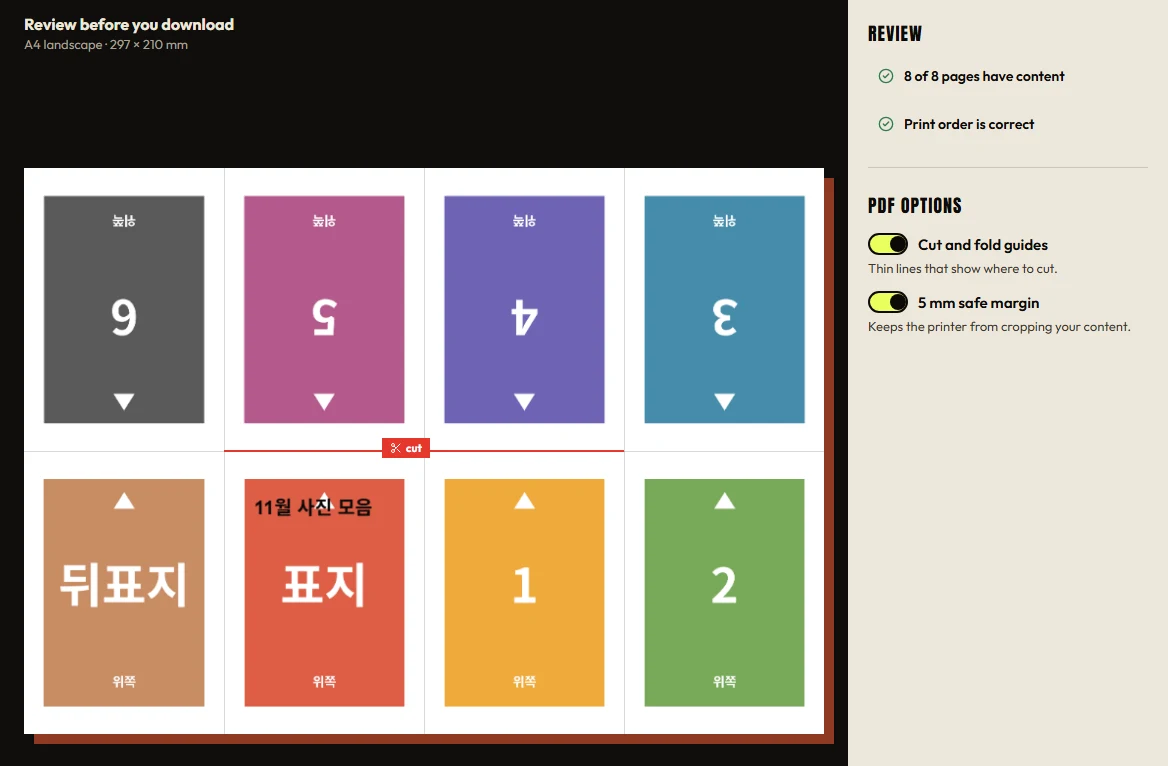 Review before you download
A4 landscape · 297 × 210 mm
위쪽
위쪽
위쪽
위쪽
6
5
4
3
cut
11월 사진 모음
뒤표지
표지
1
2
위쪽
위쪽
위쪽
위쪽
REVIEW
8 of 8 pages have content
Print order is correct
PDF OPTIONS
Cut and fold guides
Thin lines that show where to cut.
5 mm safe margin
Keeps the printer from cropping your content.